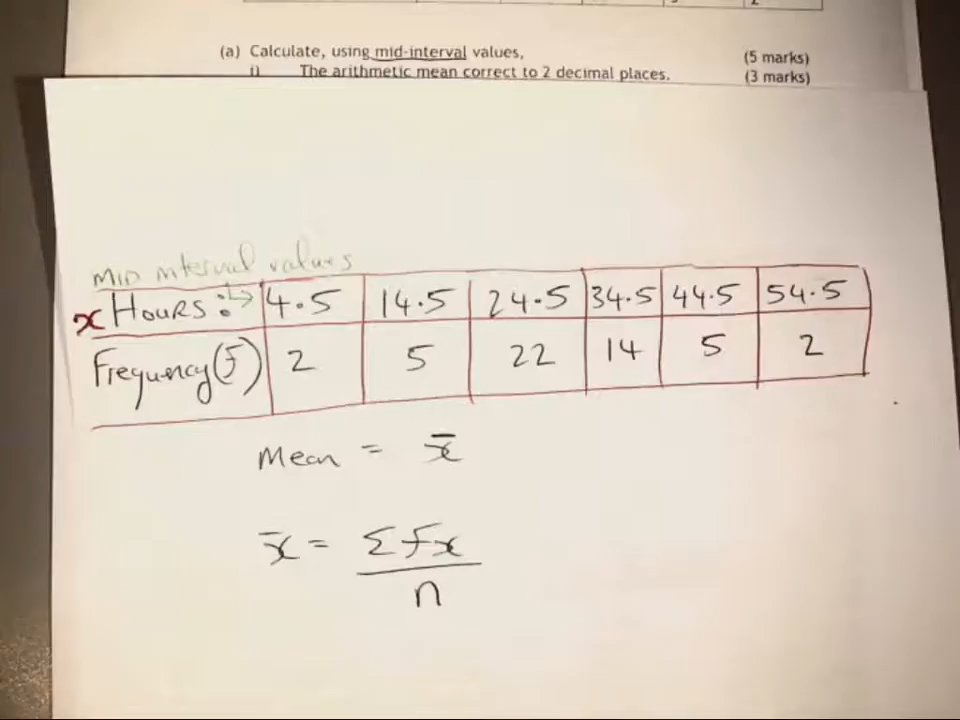 2
(a) Calculate, using mid-interval values, (5 marks)
i) The arithmetic mean correct to 2 decimal places. (3 marks)
MID interval values
x Hours: 4.5 14.5 24.5 34.5 44.5 54.5
Frequency(f) 2 5 22 14 5 2
Mean = x̄
x̄ = Σfx
n